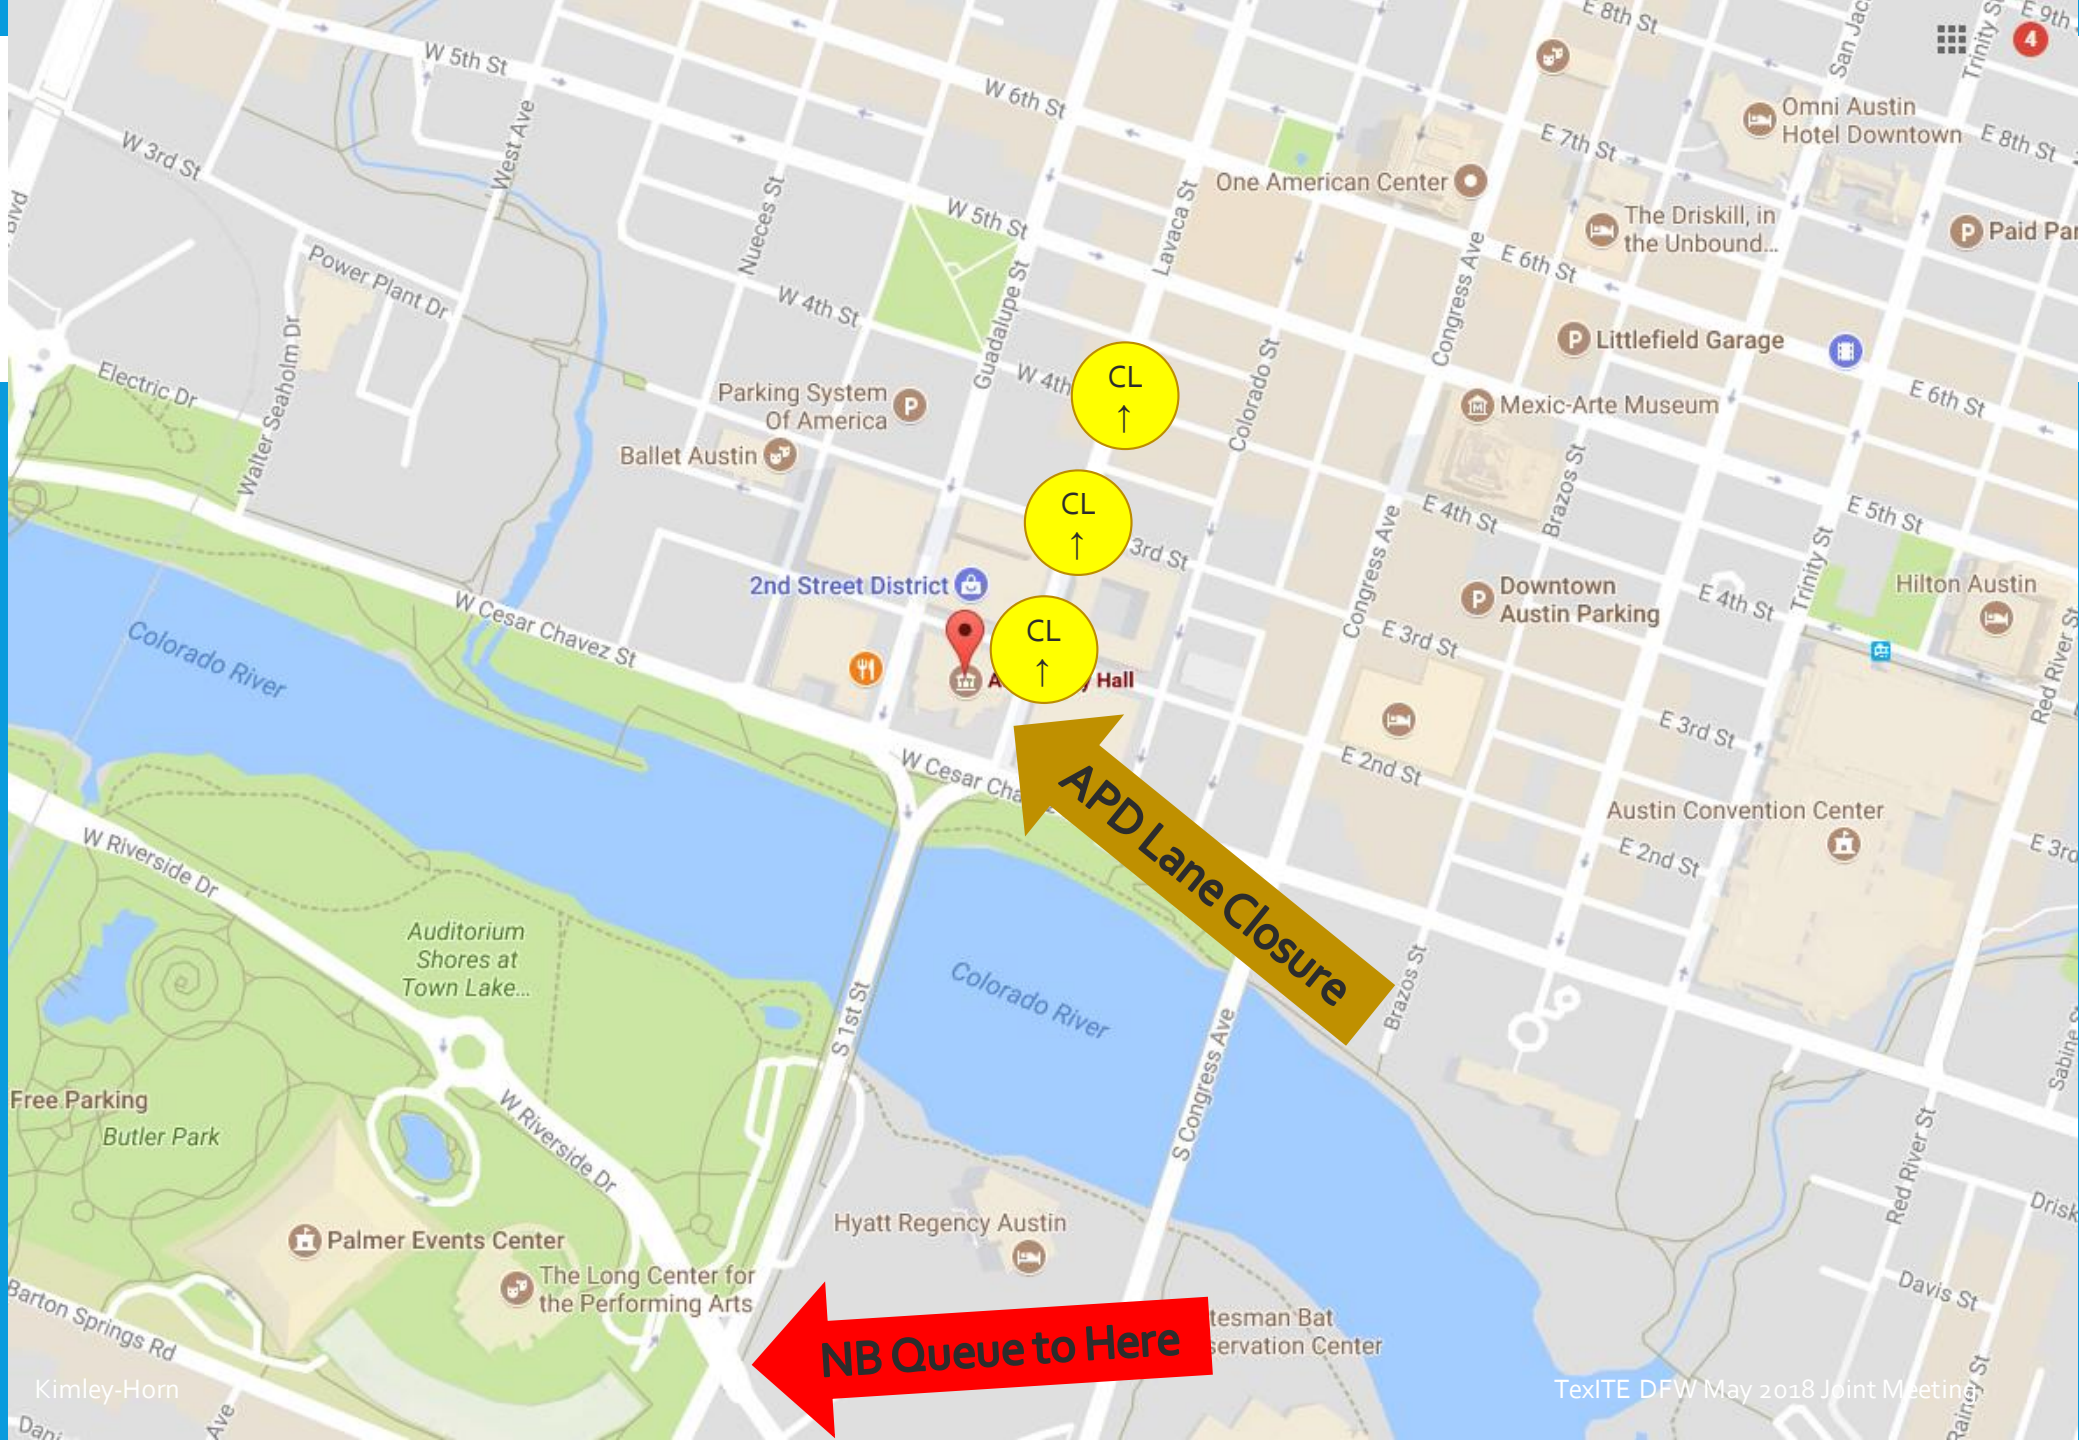 E 8th St
San Jac
Trinity S
E 9th
4
W 5th St
W 6th St
West Ave
W 3rd St
Omni Austin
Hotel Downtown
E 7th St
E 8th St
Blvd
Nueces St
Lavaca St
One American Center
W 5th St
The Driskill, in
the Unbound...
P
Paid Par
Power Plant Dr
Guadalupe St
Congress Ave
E 6th St
W 4th St
P
Littlefield Garage
Walter Seaholm Dr
Electric Dr
Colorado St
W 4th
CL
↑
Parking System
Of America
P
Mexic-Arte Museum
E 6th St
Ballet Austin
Brazos St
CL
↑
E 4th St
E 5th St
3rd St
Congress Ave
Trinity St
2nd Street District
P
Downtown
Austin Parking
E 4th St
Hilton Austin
W Cesar Chavez St
Colorado River
CL
↑
E 3rd St
Red River St
A
y Hall
E 3rd St
W Cesar Cha
E 2nd St
APD Lane Closure
Austin Convention Center
W Riverside Dr
E 2nd St
E 3rd
Auditorium
Shores at
Town Lake...
Colorado River
S 1st St
Brazos St
S Congress Ave
Sabine S
Free Parking
Butler Park
W Riverside Dr
Red River St
Drisk
Hyatt Regency Austin
Palmer Events Center
The Long Center for
the Performing Arts
Davis St
Barton Springs Rd
NB Queue to Here
tesman Bat
servation Center
Rainey St
Kimley-Horn
TexITE DFW May 2018 Joint Meeting
Ave
Dani